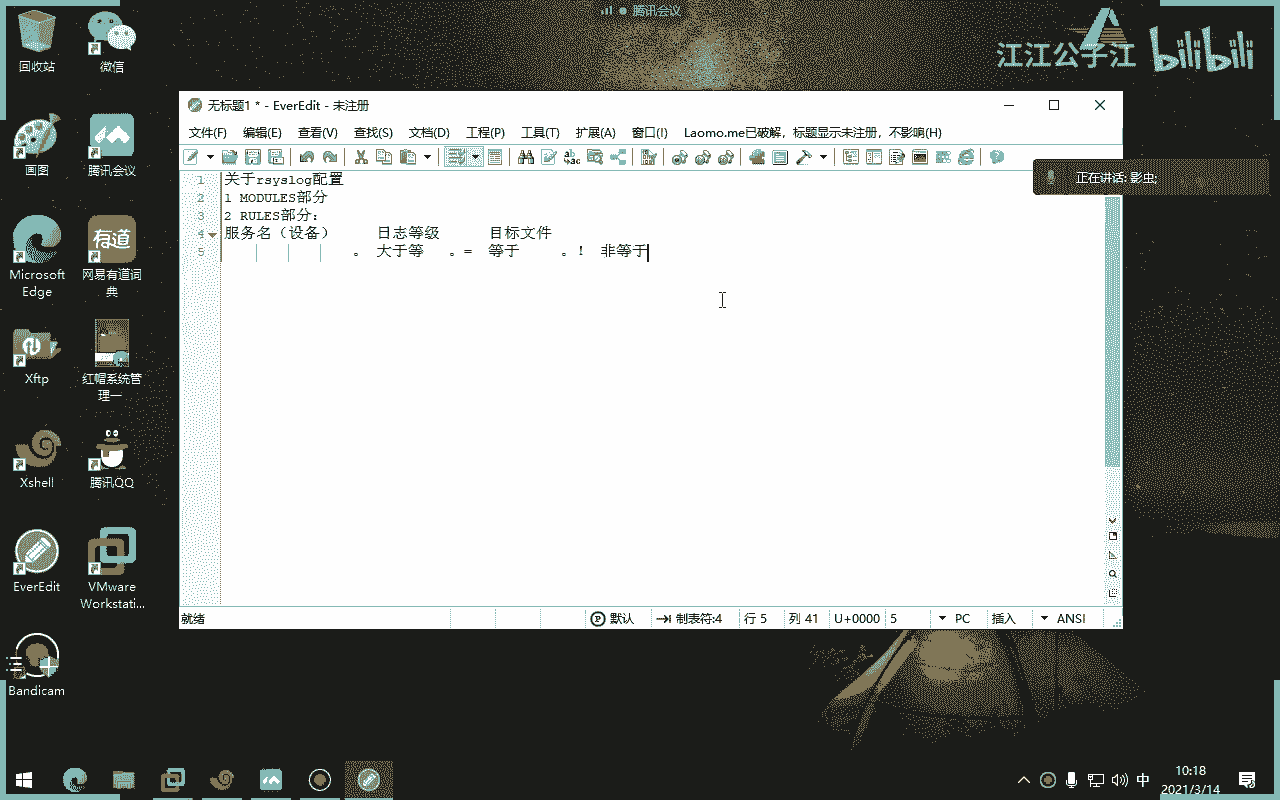 腾讯会议
江江公子江 bilibili
回收站
微信
画图
腾讯会议
Microsoft Edge
有道
网易有道词典
Xftp
红帽系统管理一
Xshell
腾讯QQ
EverEdit
VMware Workstati...
Bandicam
无标题1 * - EverEdit - 未注册
文件(F) 编辑(E) 查看(V) 查找(S) 文档(D) 工程(P) 工具(T) 扩展(A) 窗口(I) Laomo.me已破解，标题显示未注册，不影响(H)
正在讲话: 影虫;
1 关于rsyslog配置
2 1 MODULES部分
3 2 RULES部分：
4 服务名（设备） 日志等级 目标文件
5 。 大于等 。= 等于 。！ 非等于
就绪 默认 制表符:4 行 5 列 41 U+0000 5 PC 插入 ANSI
中
10:18
2021/3/14